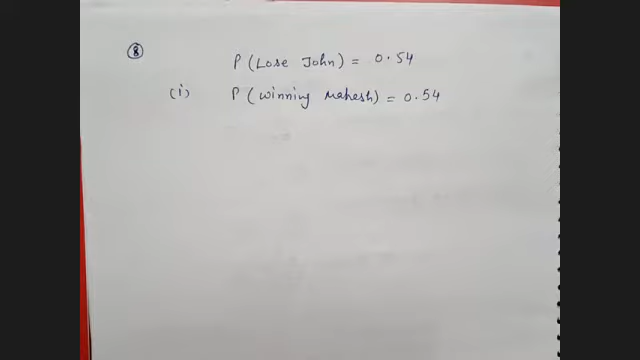 8 P(Lose John) = 0.54
(i) P(winning Mahesh) = 0.54